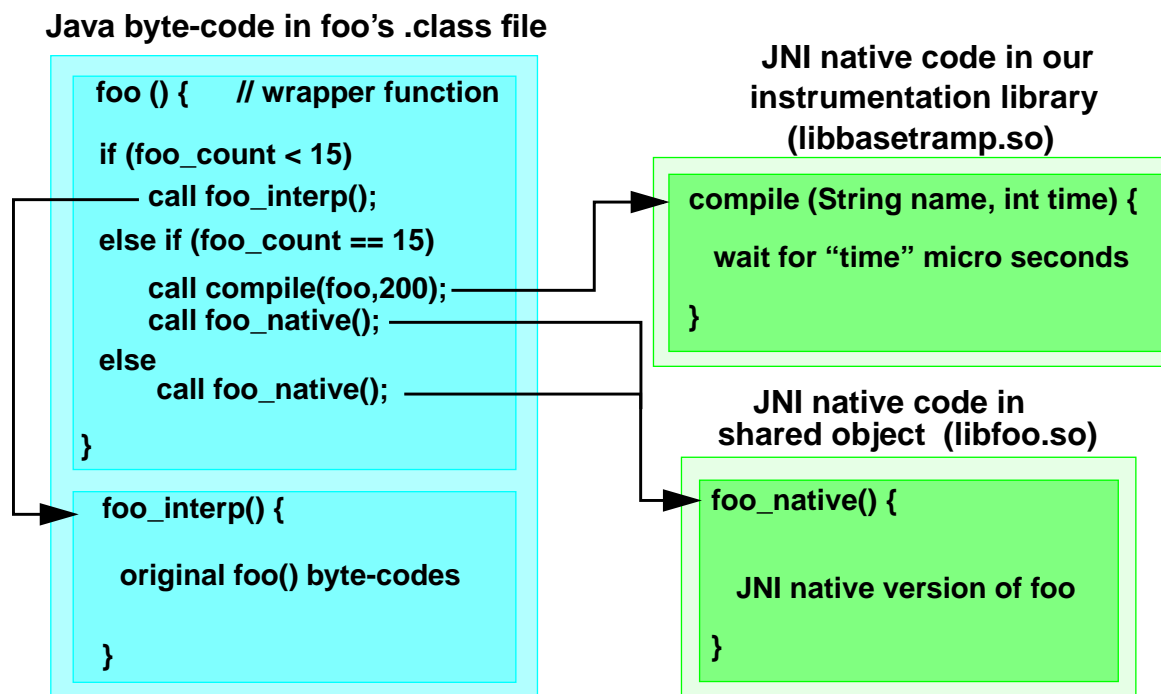 Java byte-code in foo’s .class file
foo () { // wrapper function
if (foo_count < 15)
call foo_interp();
else if (foo_count == 15)
call compile(foo,200);
call foo_native();
else
call foo_native();
}
foo_interp() {
original foo() byte-codes
}
JNI native code in our
instrumentation library
(libbasetramp.so)
compile (String name, int time) {
wait for “time” micro seconds
}
JNI native code in
shared object (libfoo.so)
foo_native() {
JNI native version of foo
}